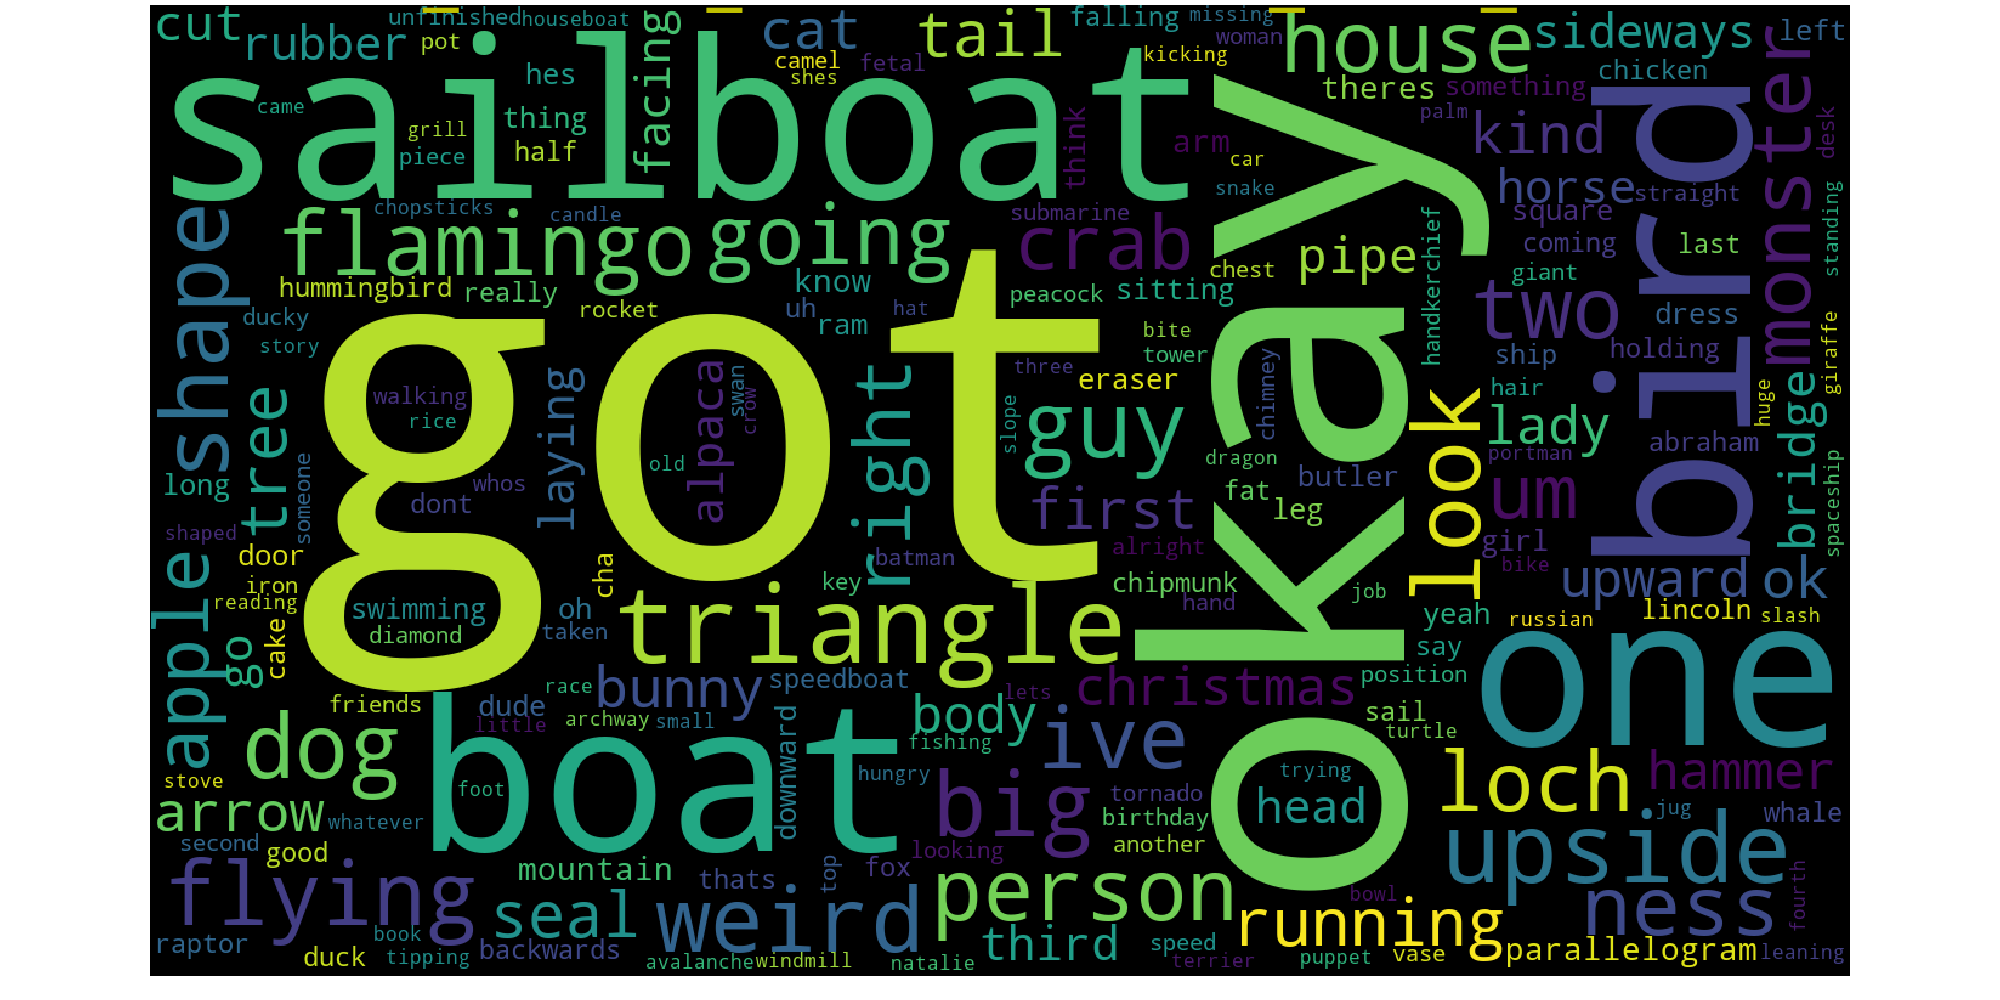 cut
rubber
unfinished
houseboat
pot
sailboat
came
hes
grill
piece
thing
half
facing
cat
camel
shes
fetal
tail
falling
missing
woman
kicking
house
sideways
left
theres
something
chicken
palm
kind
bird
monster
desk
think
arm
car
snake
okay
shape
chopsticks
candle
flamingo
going
submarine
crab
pipe
handkerchief
horse
straight
square
coming
last
standing
hummingbird
really
know
sitting
chest
giant
two
ducky
story
rocket
uh
ram
hat
peacock
bite
tower
dress
ship
holding
giraffe
tree
got
walking
rice
laying
old
alpaca
swan
crow
right
three
eraser
slope
guy
chimney
look
hair
lady
huge
abraham
bridge
long
someone
dont
whos
dragon
butler
fat
leg
portman
um
first
spaceship
shaped
apple
door
iron
reading
swimming
diamond
cake
go
cha
oh
taken
batman
key
triangle
alright
chipmunk
hand
job
girl
bike
upward
ok
yeah
russian
lincoln
slash
say
one
friends
dude
little
race
bunny
archway
small
speedboat
lets
christmas
position
sail
turtle
dog
boat
foot
downward
body
fishing
ive
trying
head
loch
hammer
stove
arrow
whatever
hungry
big
tornado
birthday
another
jug
whale
second
good
mountain
thats
top
fox
looking
upside
flying
seal
weird
person
bowl
ness
fourth
raptor
duck
book
tipping
backwards
avalanche
windmill
natalie
third
speed
terrier
running
puppet
vase
parallelogram
leaning